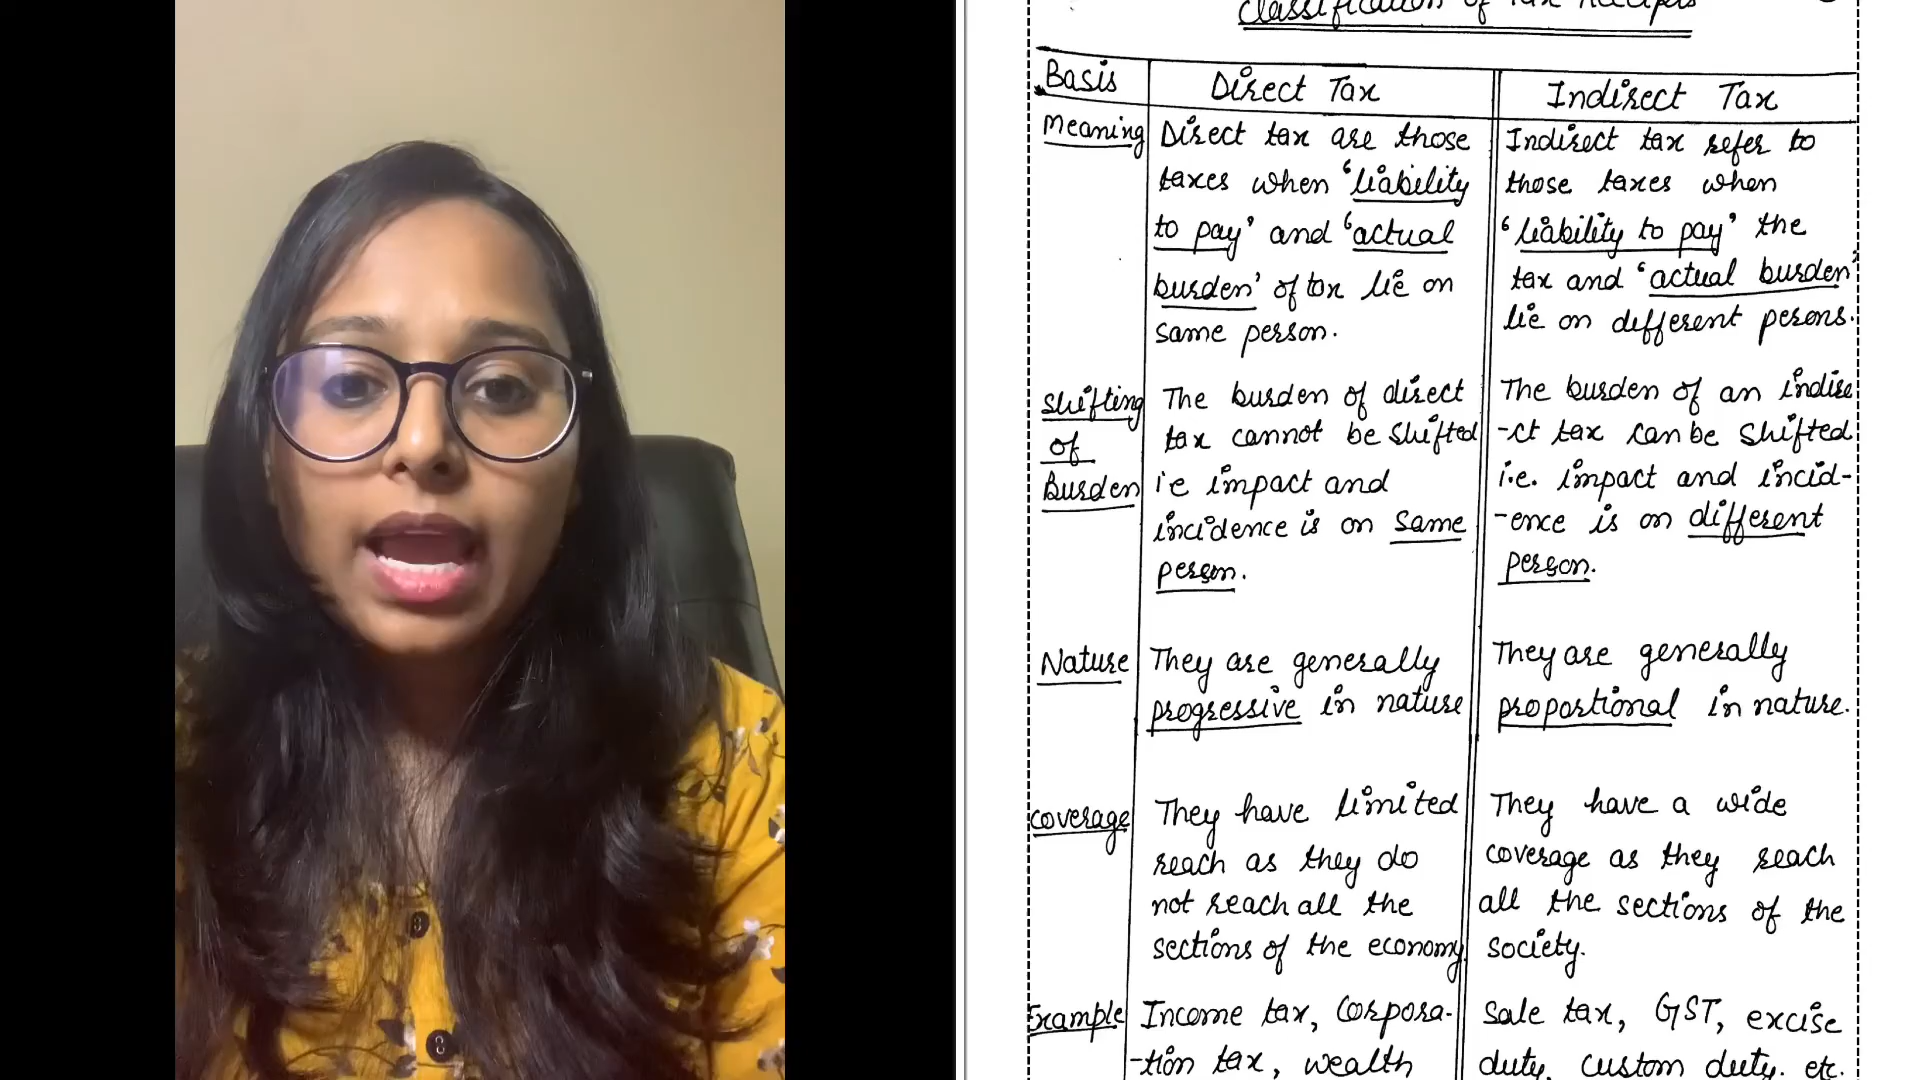 Classification of Tax Receipts
Basis
Direct Tax
Indirect Tax
Meaning
Direct tax are those
taxes when 'liability
to pay' and 'actual
burden' of tax lie on
same person.
Indirect tax refer to
those taxes when
'liability to pay' the
tax and 'actual burden'
lie on different persons.
Shifting
of
Burden
The burden of direct
tax cannot be shifted
i.e impact and
incidence is on same
person.
The burden of an indire
-ct tax can be shifted
i.e. impact and incid-
-ence is on different
person.
Nature
They are generally
progressive in nature
They are generally
proportional in nature.
Coverage
They have limited
reach as they do
not reach all the
sections of the economy
They have a wide
coverage as they reach
all the sections of the
society.
Example
Income tax, Corpora-
-tion tax, wealth
Sale tax, GST, excise
duty, custom duty. etc.